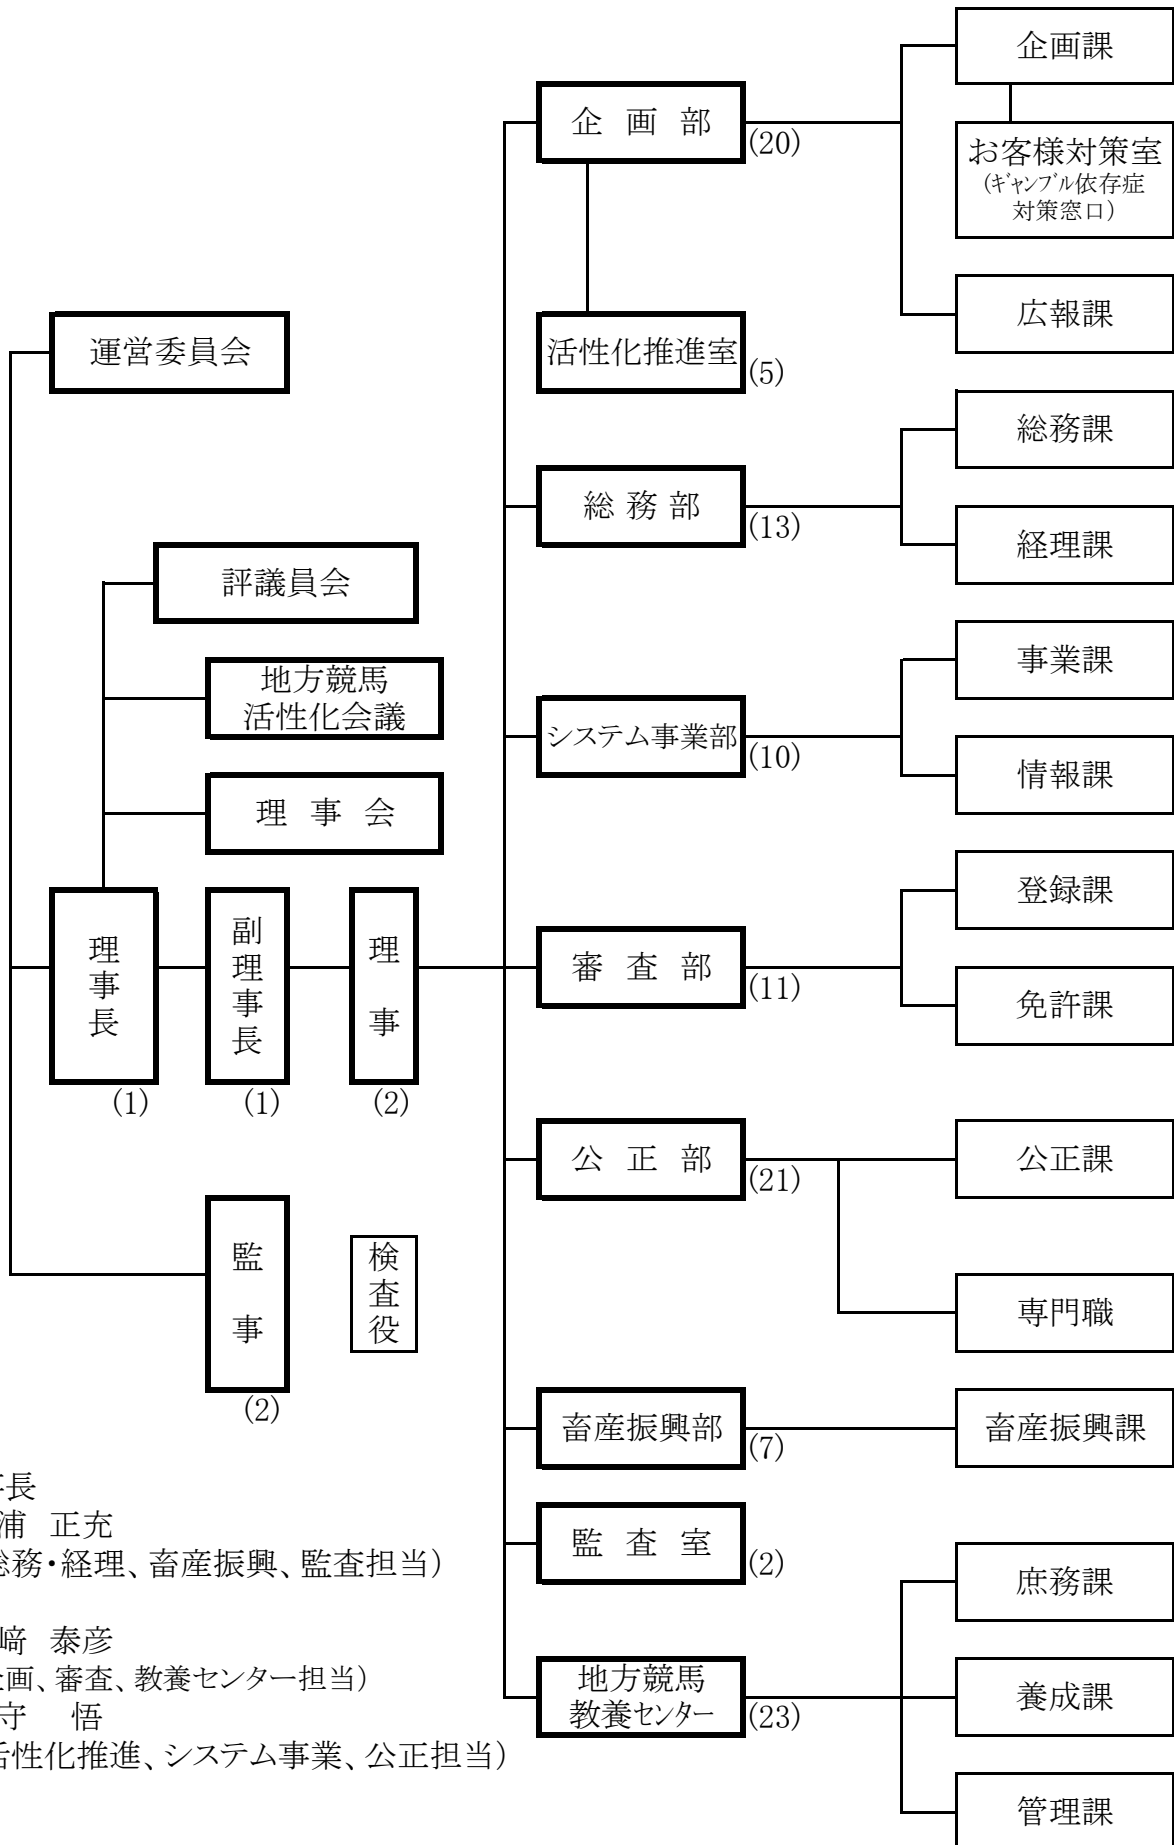 運営委員会
評議員会
地方競馬
活性化会議
理 事 会
理事長
(1)
副理事長
(1)
理 事
(2)
監 事
(2)
検査役
企 画 部
(20)
活性化推進室
(5)
総 務 部
(13)
システム事業部
(10)
審 査 部
(11)
公 正 部
(21)
畜産振興部
(7)
監 査 室
(2)
地方競馬
教養センター
(23)
企画課
お客様対策室
(ギャンブル依存症
対策窓口)
広報課
総務課
経理課
事業課
情報課
登録課
免許課
公正課
専門職
畜産振興課
庶務課
養成課
管理課
事長
浦 正充
総務・経理、畜産振興、監査担当)
﨑 泰彦
企画、審査、教養センター担当)
守 悟
活性化推進、システム事業、公正担当)